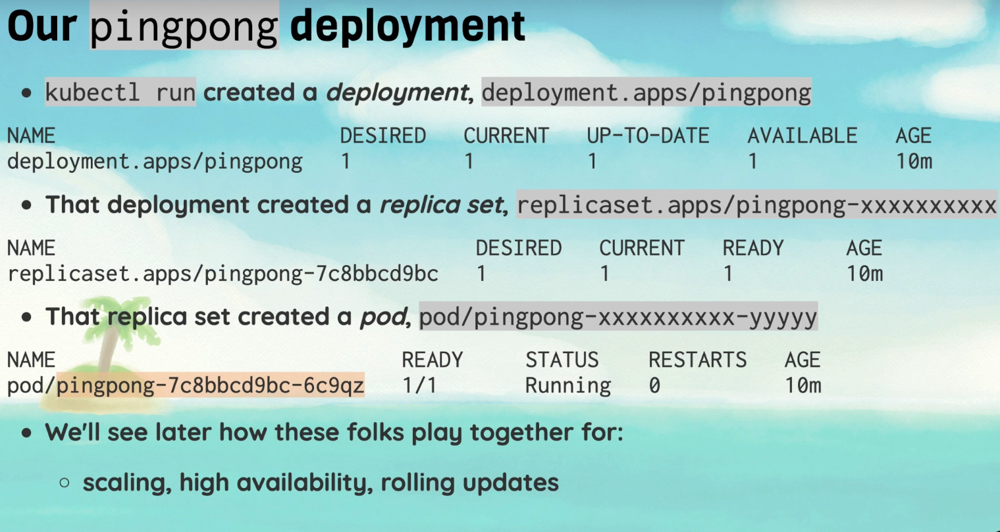 Our pingpong deployment
• kubectl run created a deployment, deployment.apps/pingpong
NAME DESIRED CURRENT UP-TO-DATE AVAILABLE AGE
deployment.apps/pingpong 1 1 1 1 10m
• That deployment created a replica set, replicaset.apps/pingpong-xxxxxxxxxx
NAME DESIRED CURRENT READY AGE
replicaset.apps/pingpong-7c8bbcd9bc 1 1 1 10m
• That replica set created a pod, pod/pingpong-xxxxxxxxxx-yyyyy
NAME READY STATUS RESTARTS AGE
pod/pingpong-7c8bbcd9bc-6c9qz 1/1 Running 0 10m
• We'll see later how these folks play together for:
○ scaling, high availability, rolling updates